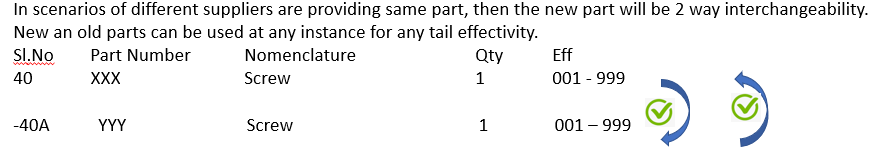 In scenarios of different suppliers are providing same part, then the new part will be 2 way interchangeability.
New an old parts can be used at any instance for any tail effectivity.
Sl.No Part Number Nomenclature Qty Eff
40 XXX Screw 1 001 - 999
-40A YYY Screw 1 001 – 999